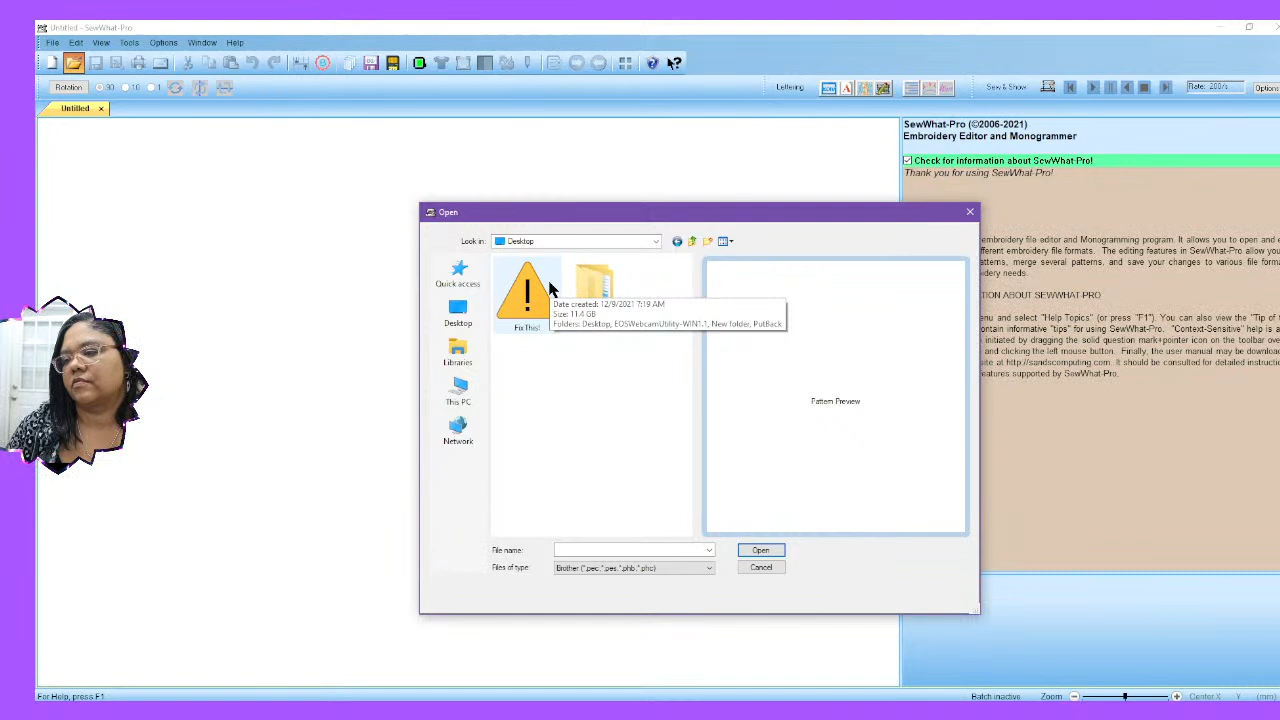 Untitled - SewWhat-Pro
File Edit View Tools Options Window Help
Rotation 90 10 1 Lettering Sew & Show Rate: 200/s Options
Untitled
SewWhat-Pro (©2006-2021)
Embroidery Editor and Monogrammer
Check for information about SewWhat-Pro!
Thank you for using SewWhat-Pro!
Open
Look in: Desktop
embroidery file editor and Monogramming program. It allows you to open and e
ifferent embroidery file formats. The editing features in SewWhat-Pro allow you
atterns, merge several patterns, and save your changes to various file format
broidery needs.
Quick access
TION ABOUT SEWWHAT-PRO
Date created: 12/9/2021 7:19 AM
Size: 11.4 GB
Folders: Desktop, EOSWebcamUtility-WIN1.1, New folder, PutBack
Desktop
FixThis!
enu and select "Help Topics" (or press "F1"). You can also view the "Tip of
ontain informative "tips" for using SewWhat-Pro. "Context-Sensitive" help is a
initiated by dragging the solid question mark+pointer icon on the toolbar over
and clicking the left mouse button. Finally, the user manual may be downloa
site at http://sandscomputing.com. It should be consulted for detailed instructio
eatures supported by SewWhat-Pro.
Libraries
This PC
Pattern Preview
Network
File name: Open
Files of type: Brother (*.pec,*.pes,*.phb,*.phc) Cancel
For Help, press F1 Batch inactive Zoom Center X Y (mm)